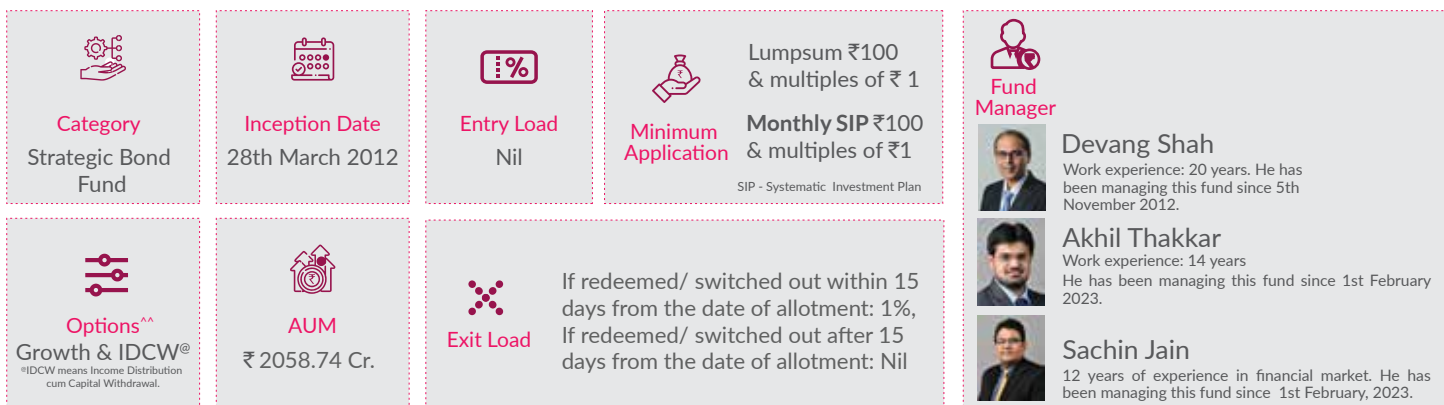 Category
Strategic Bond
Fund
Inception Date
28th March 2012
%
Entry Load
Nil
₹
Minimum
Application
Lumpsum ₹100
& multiples of ₹ 1
Monthly SIP ₹100
& multiples of ₹1
SIP - Systematic Investment Plan
Options^^
Growth & IDCW@
@IDCW means Income Distribution
cum Capital Withdrawal.
₹
AUM
₹ 2058.74 Cr.
Exit Load
If redeemed/ switched out within 15
days from the date of allotment: 1%,
If redeemed/ switched out after 15
days from the date of allotment: Nil
₹
Fund
Manager
Devang Shah
Work experience: 20 years. He has
been managing this fund since 5th
November 2012.
Akhil Thakkar
Work experience: 14 years
He has been managing this fund since 1st February
2023.
Sachin Jain
12 years of experience in financial market. He has
been managing this fund since 1st February, 2023.